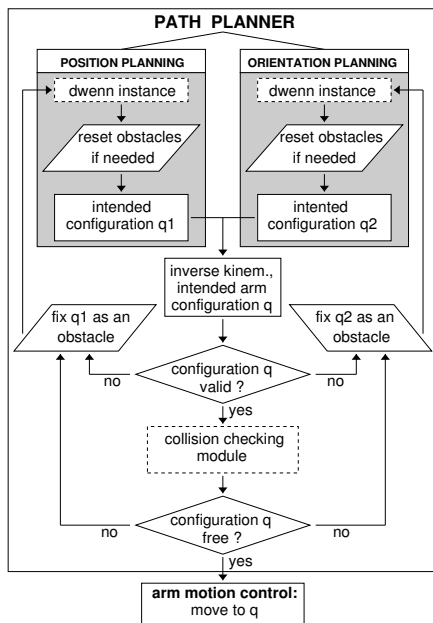 PATH PLANNER
POSITION PLANNING
dwenn instance
reset obstacles
if needed
intended
configuration q1
ORIENTATION PLANNING
dwenn instance
reset obstacles
if needed
intented
configuration q2
inverse kinem.,
intended arm
configuration q
fix q1 as an
obstacle
fix q2 as an
obstacle
configuration q
valid ?
no
no
yes
collision checking
module
configuration q
free ?
no
no
yes
arm motion control:
move to q